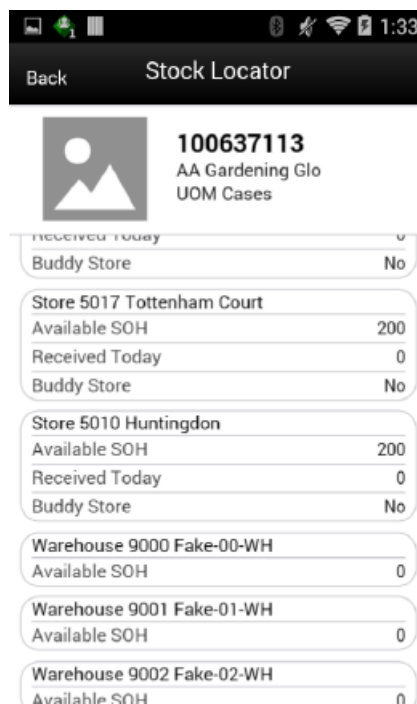 1:33
Back Stock Locator
100637113
AA Gardening Glo
UOM Cases
Received Today 0
Buddy Store No
Store 5017 Tottenham Court
Available SOH 200
Received Today 0
Buddy Store No
Store 5010 Huntingdon
Available SOH 200
Received Today 0
Buddy Store No
Warehouse 9000 Fake-00-WH
Available SOH 0
Warehouse 9001 Fake-01-WH
Available SOH 0
Warehouse 9002 Fake-02-WH
Available SOH 0